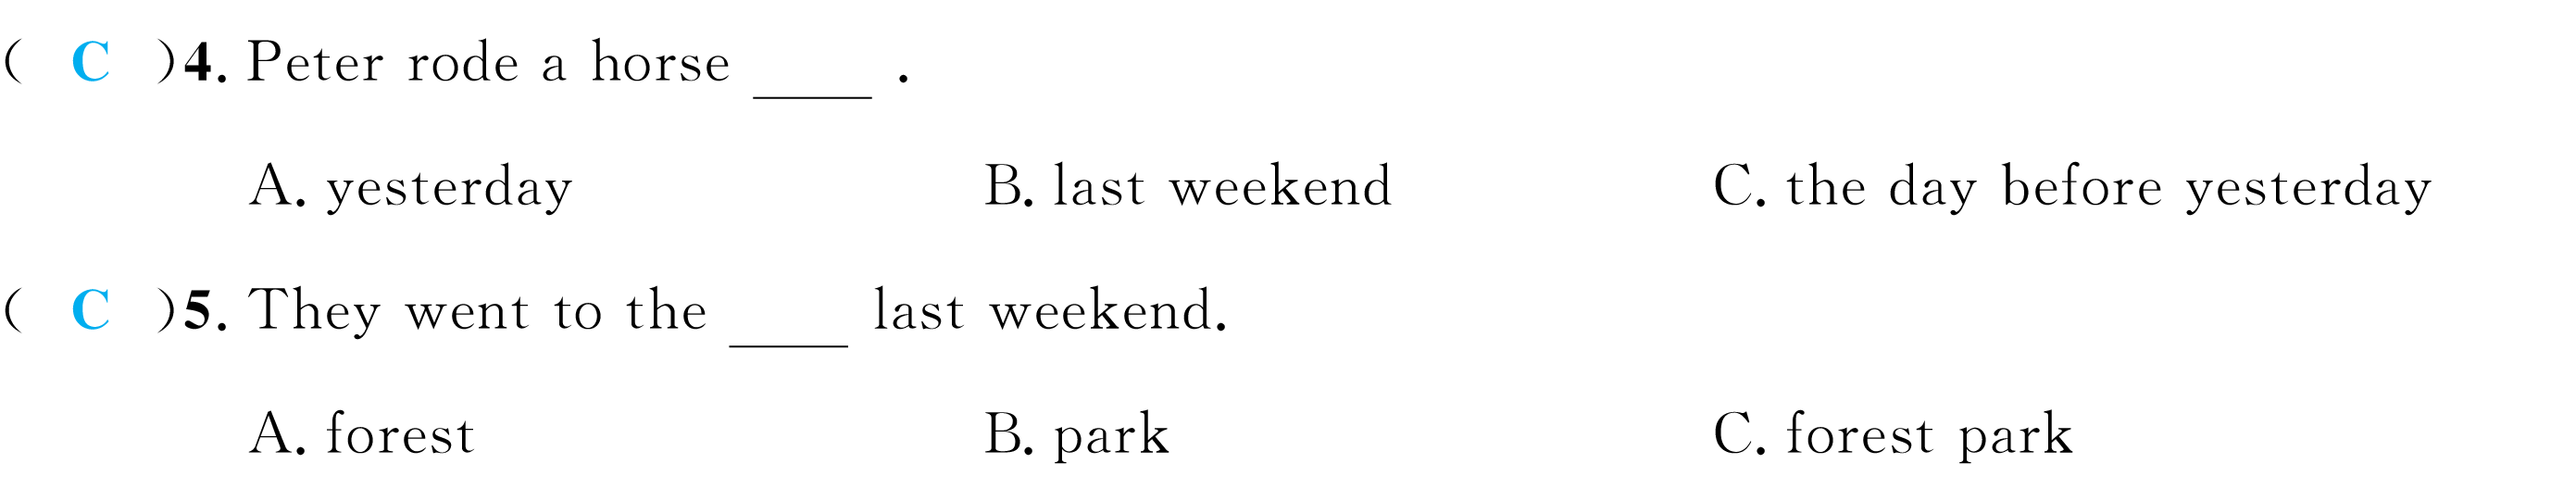 ( C )4. Peter rode a horse ____ .
A. yesterday B. last weekend C. the day before yesterday
( C )5. They went to the ____ last weekend.
A. forest B. park C. forest park